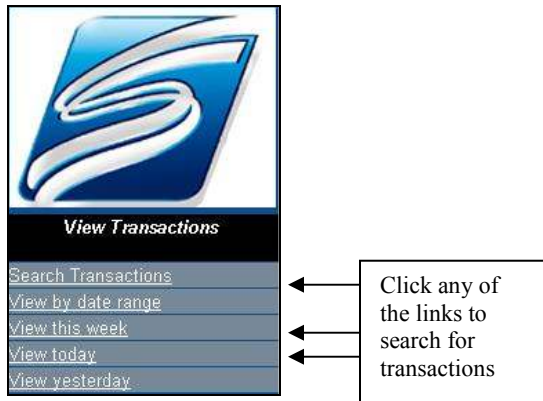 View Transactions
Search Transactions
View by date range
View this week
View today
View yesterday
Click any of
the links to
search for
transactions